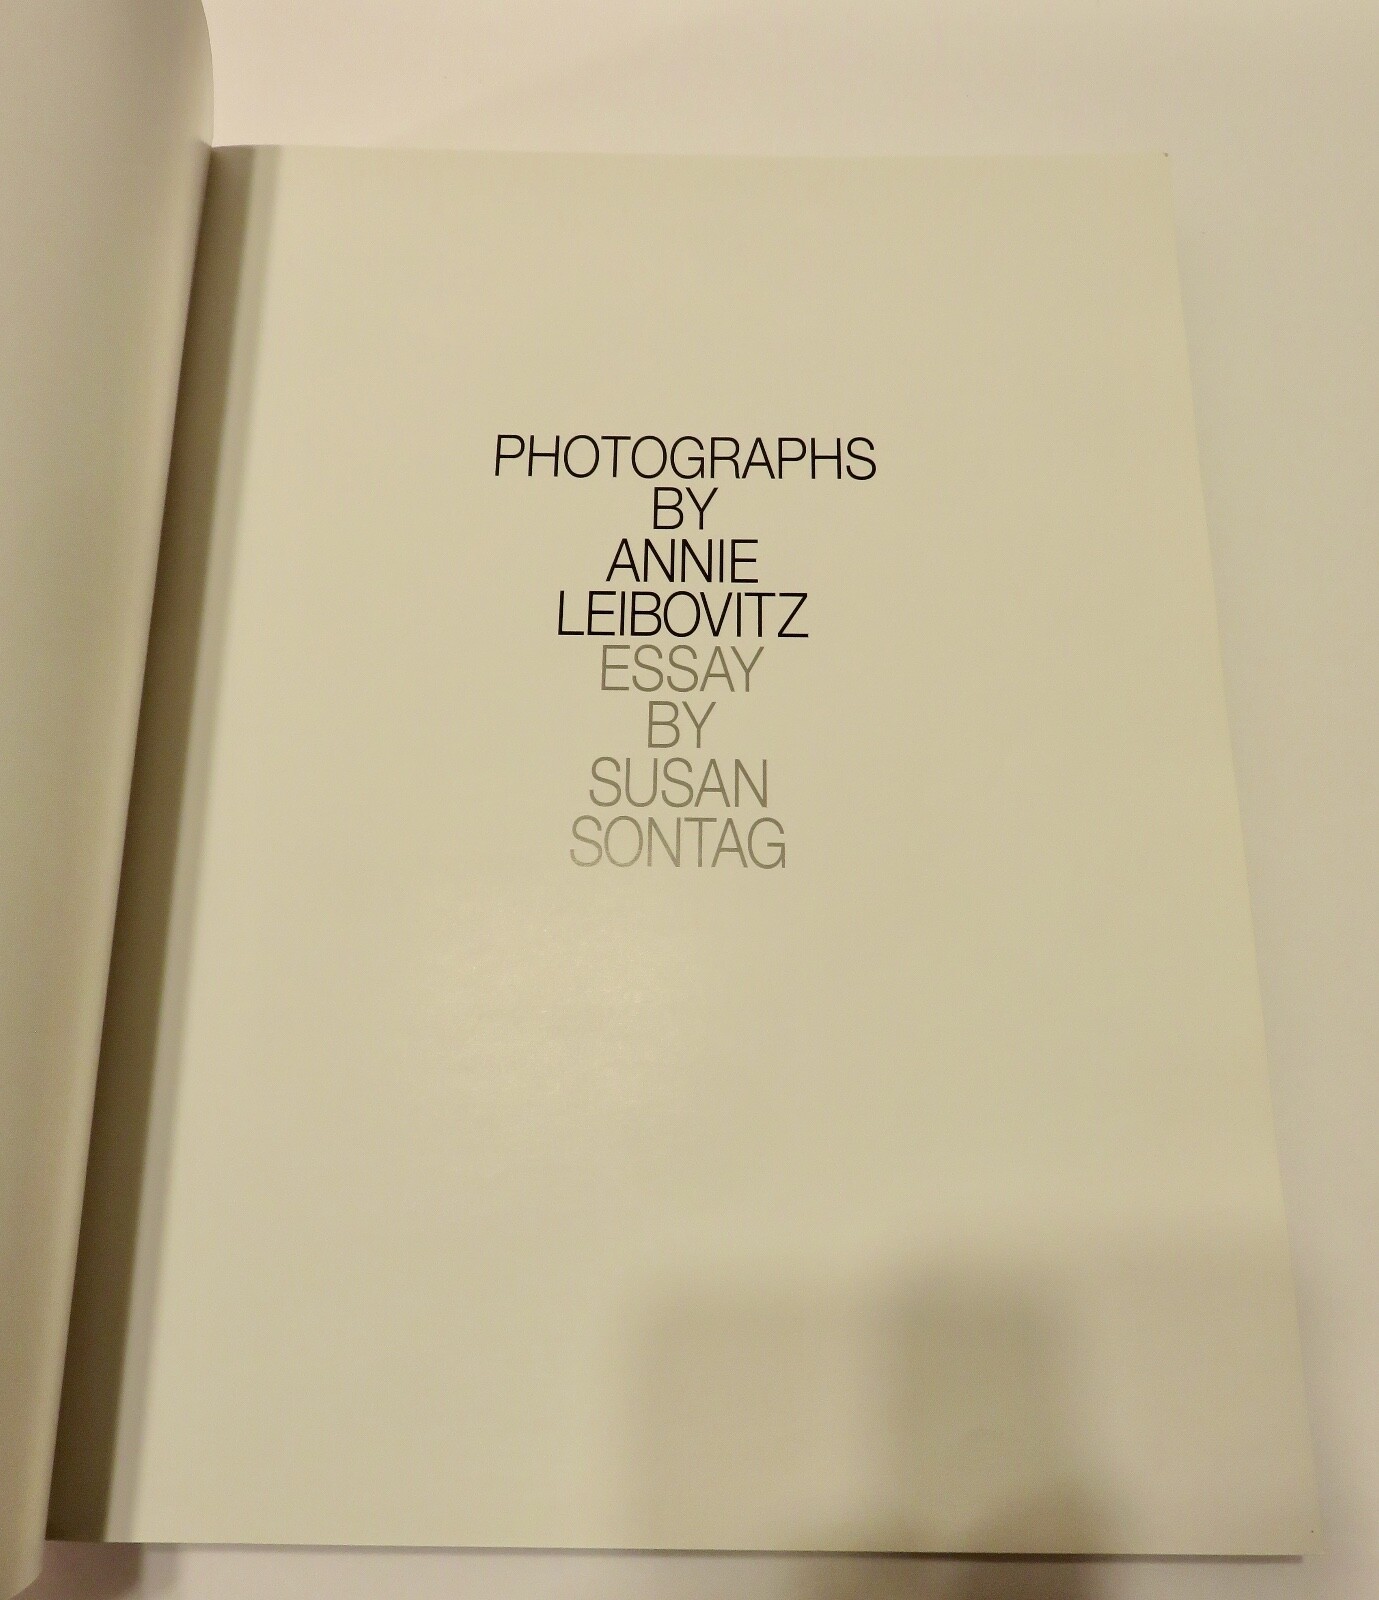 PHOTOGRAPHS
BY
ANNIE
LEIBOVITZ
ESSAY
BY
SUSAN
SONTAG